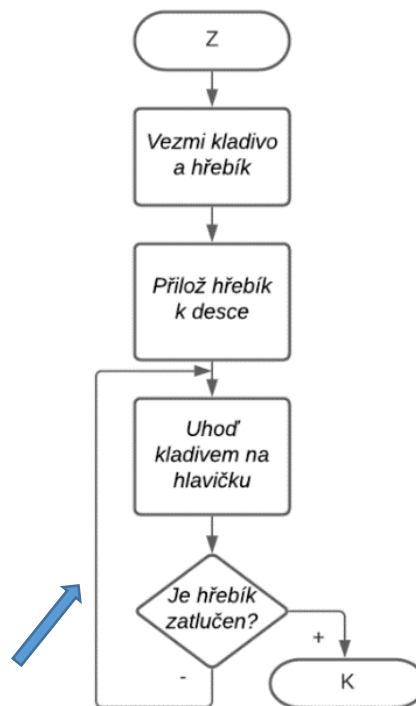 Z
Vezmi kladivo
a hřebík
Přilož hřebík
k desce
Uhoď
kladivem na
hlavičku
Je hřebík
zatlučen?
+
-
K